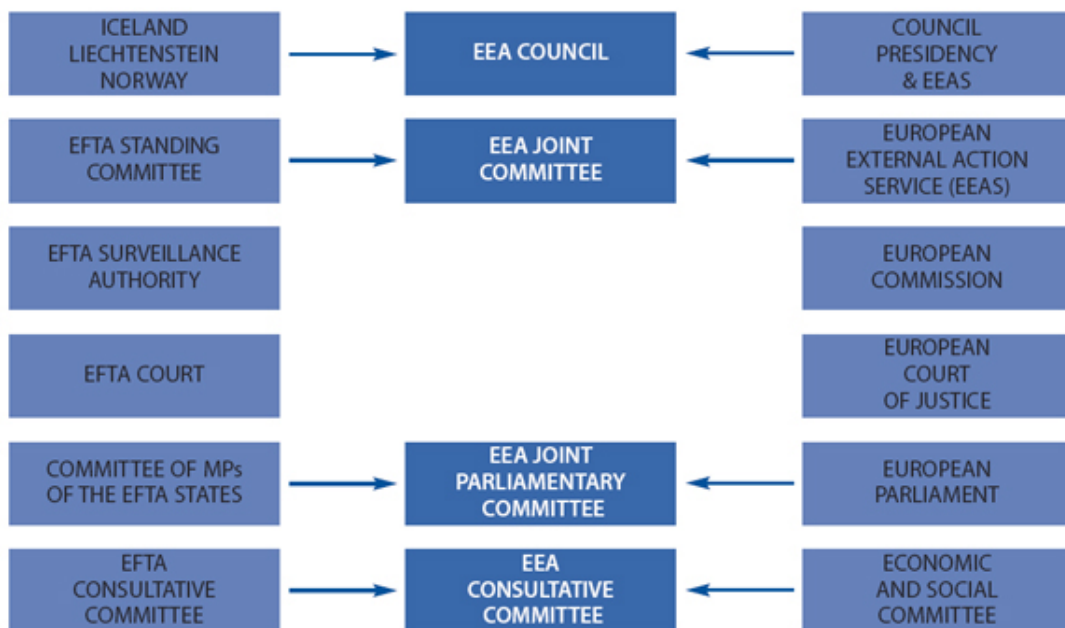 ICELAND
LIECHTENSTEIN
NORWAY
EEA COUNCIL
COUNCIL
PRESIDENCY
& EEAS
EFTA STANDING
COMMITTEE
EEA JOINT
COMMITTEE
EUROPEAN
EXTERNAL ACTION
SERVICE (EEAS)
EFTA SURVEILLANCE
AUTHORITY
EUROPEAN
COMMISSION
EFTA COURT
EUROPEAN
COURT
OF JUSTICE
COMMITTEE OF MPs
OF THE EFTA STATES
EEA JOINT
PARLIAMENTARY
COMMITTEE
EUROPEAN
PARLIAMENT
EFTA
CONSULTATIVE
COMMITTEE
EEA
CONSULTATIVE
COMMITTEE
ECONOMIC
AND SOCIAL
COMMITTEE